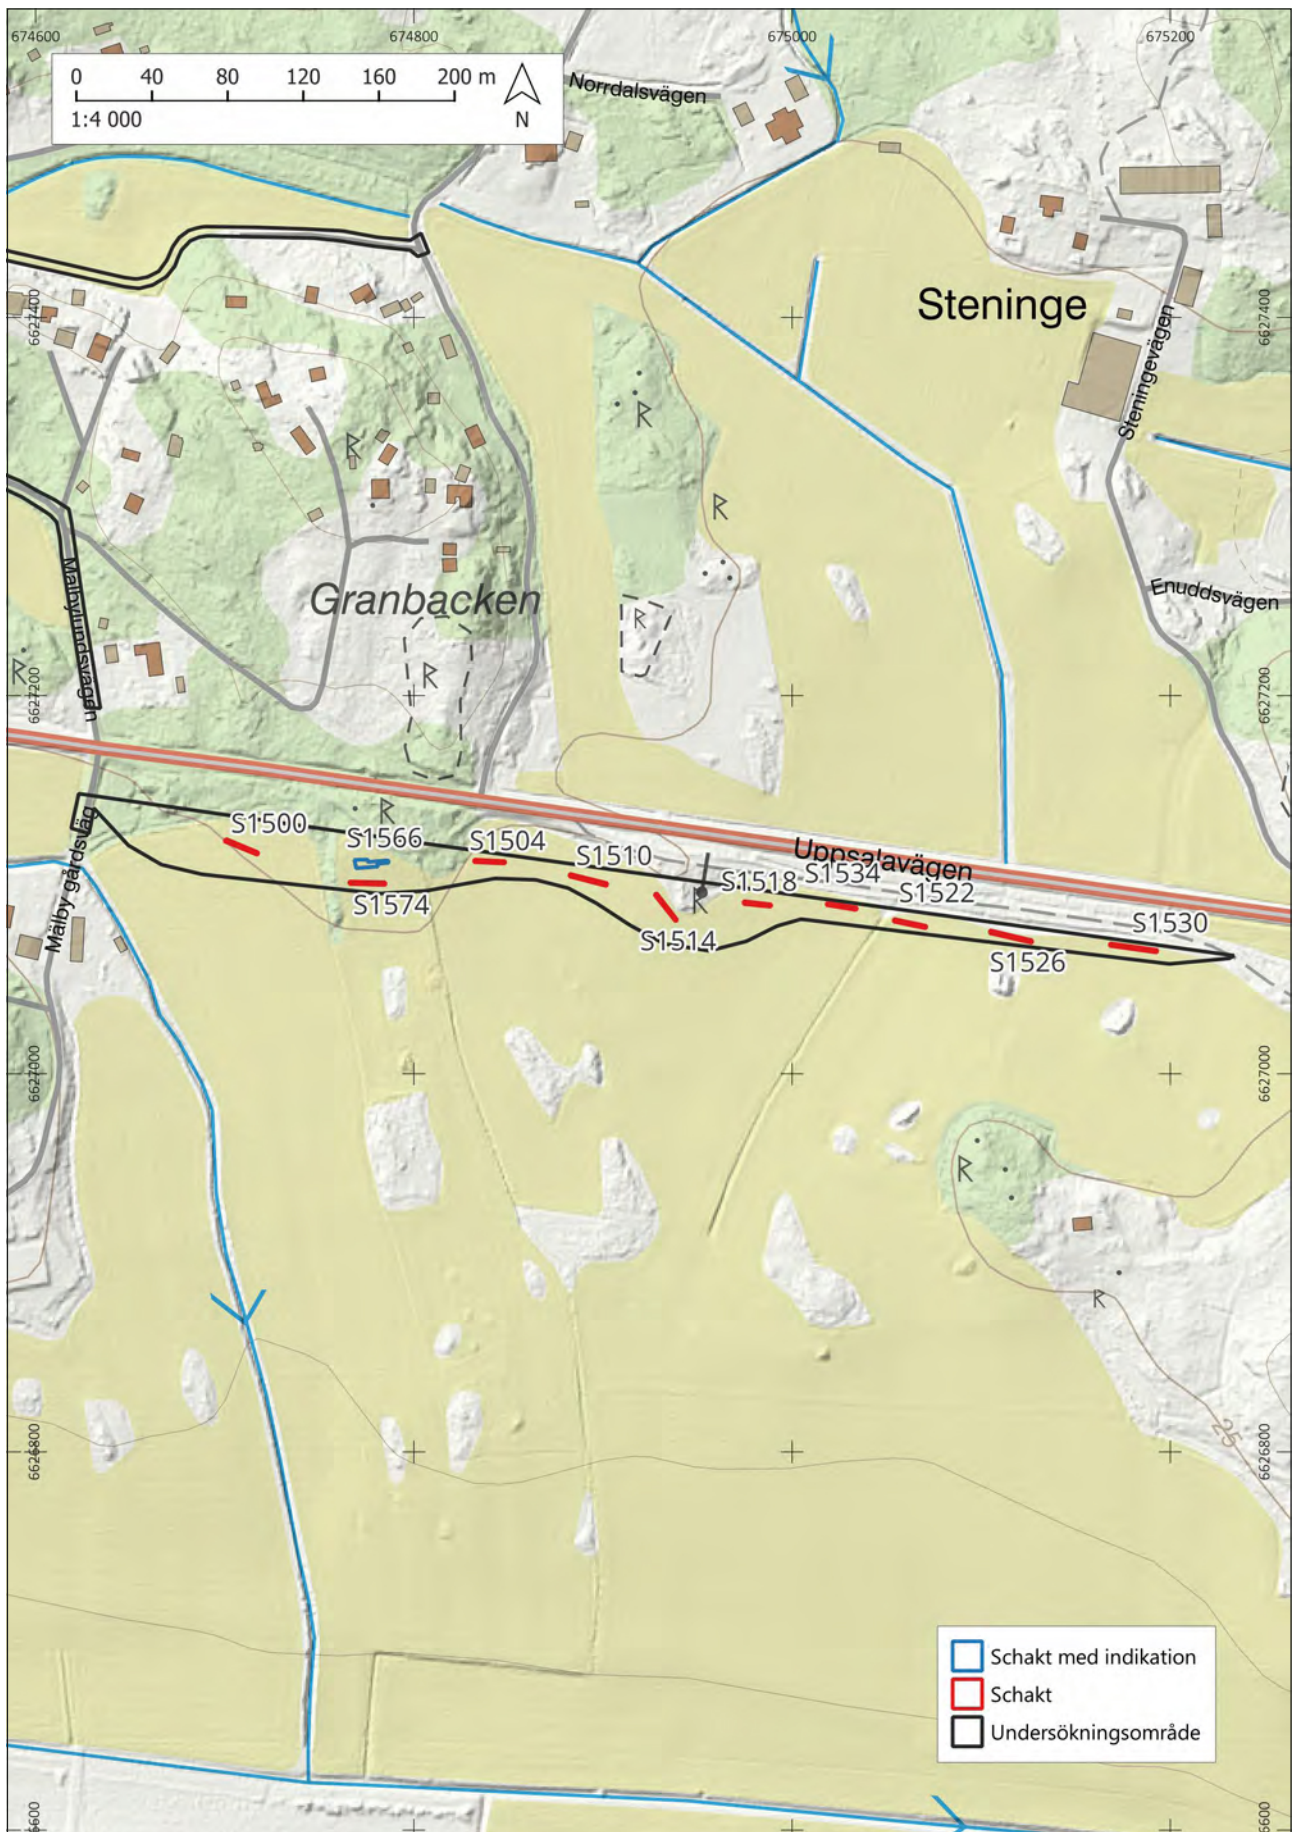 674600
674800
675000
675200
0 40 80 120 160 200 m
1:4 000
N
Norrdalsvägen
Steninge
6627400
6627400
Steningevägen
Granbacken
Enuddsvägen
Mälbylundsvägen
6627200
6627200
Uppsalavägen
S1500
S1566
S1504
S1510
S1534
S1518
S1522
S1574
S1530
S1514
S1526
Mälby gårdsväg
6627000
6627000
25
6626800
6626800
Schakt med indikation
Schakt
Undersökningsområde